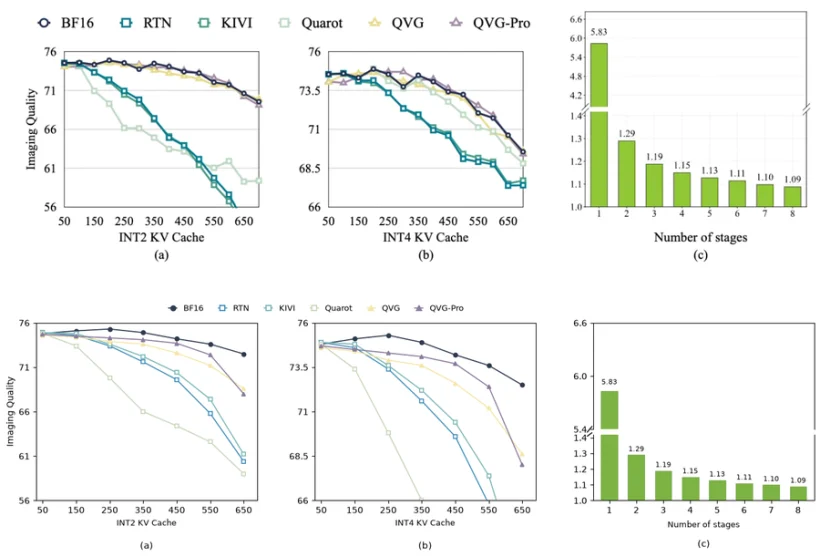 BF16 RTN KIVI Quarot QVG QVG-Pro
Imaging Quality
76
71
66
61
56
50 150 250 350 450 550 650
INT2 KV Cache
(a)
76
73.5
71
68.5
66
50 150 250 350 450 550 650
INT4 KV Cache
(b)
6.6
5.8
5.4
4.8
4.2
1.4
1.3
1.2
1.1
1.0
5.83
1.29
1.19
1.15
1.13
1.11
1.10
1.09
1 2 3 4 5 6 7 8
Number of stages
(c)
BF16 RTN KIVI Quarot QVG QVG-Pro
Imaging Quality
76
71
66
61
56
50 150 250 350 450 550 650
INT2 KV Cache
(a)
76
73.5
71
68.5
66
50 150 250 350 450 550 650
INT4 KV Cache
(b)
6.6
6.0
5.4
1.4
1.3
1.2
1.1
1.0
5.83
1.29
1.19
1.15
1.13
1.11
1.10
1.09
1 2 3 4 5 6 7 8
Number of stages
(c)